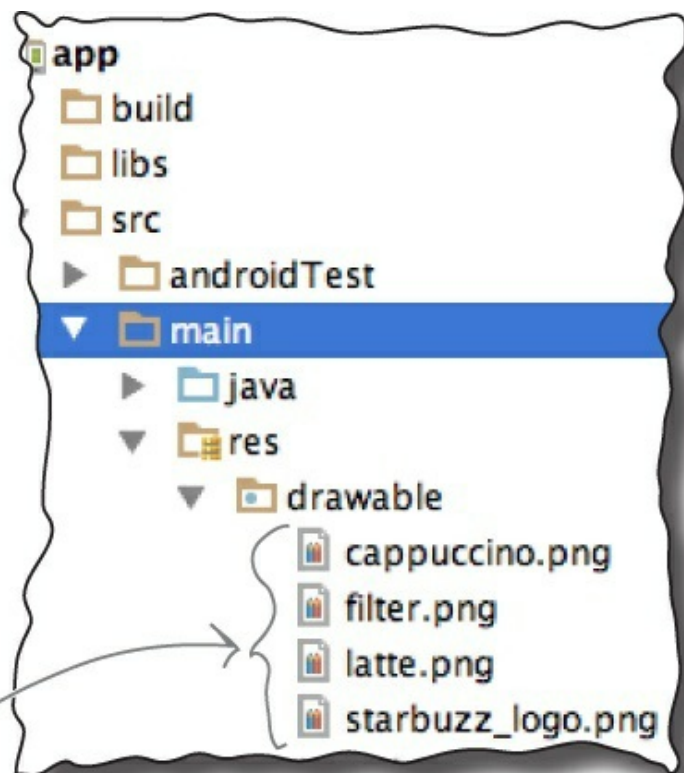 app
build
libs
src
androidTest
main
java
res
drawable
cappuccino.png
filter.png
latte.png
starbuzz_logo.png